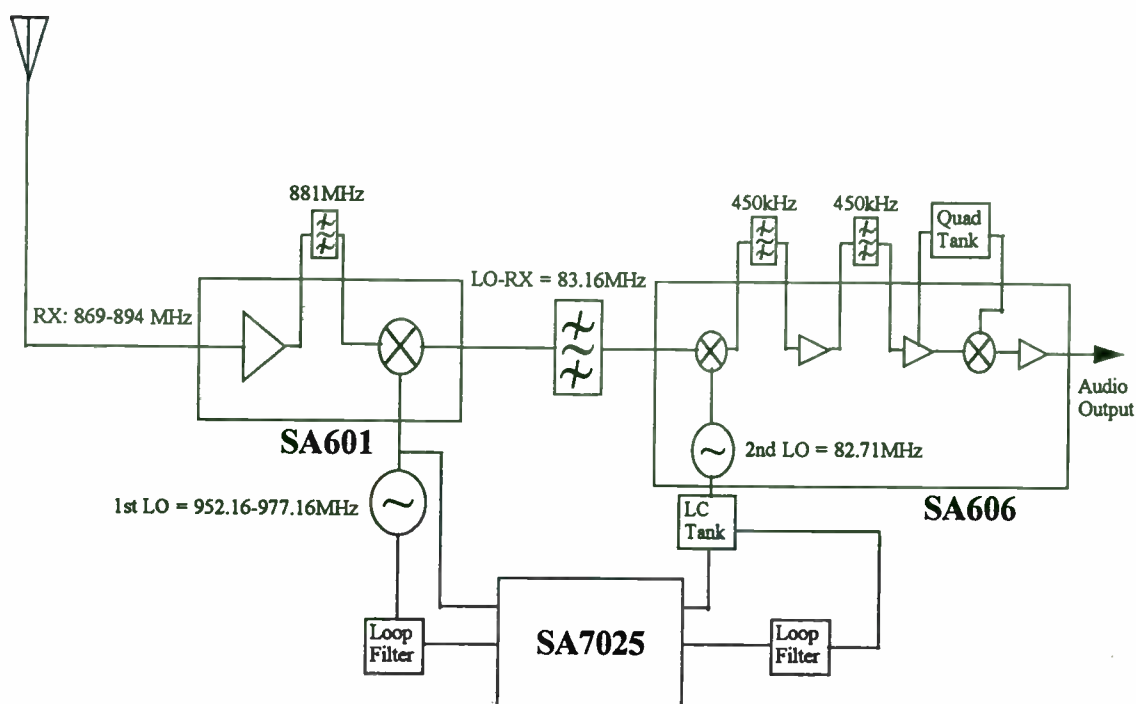 881MHz
450kHz
450kHz
Quad
Tank
LO-RX = 83.16MHz
RX: 869-894 MHz
Audio
Output
SA601
2nd LO = 82.71MHz
1st LO = 952.16-977.16MHz
SA606
LC
Tank
Loop
Filter
SA7025
Loop
Filter